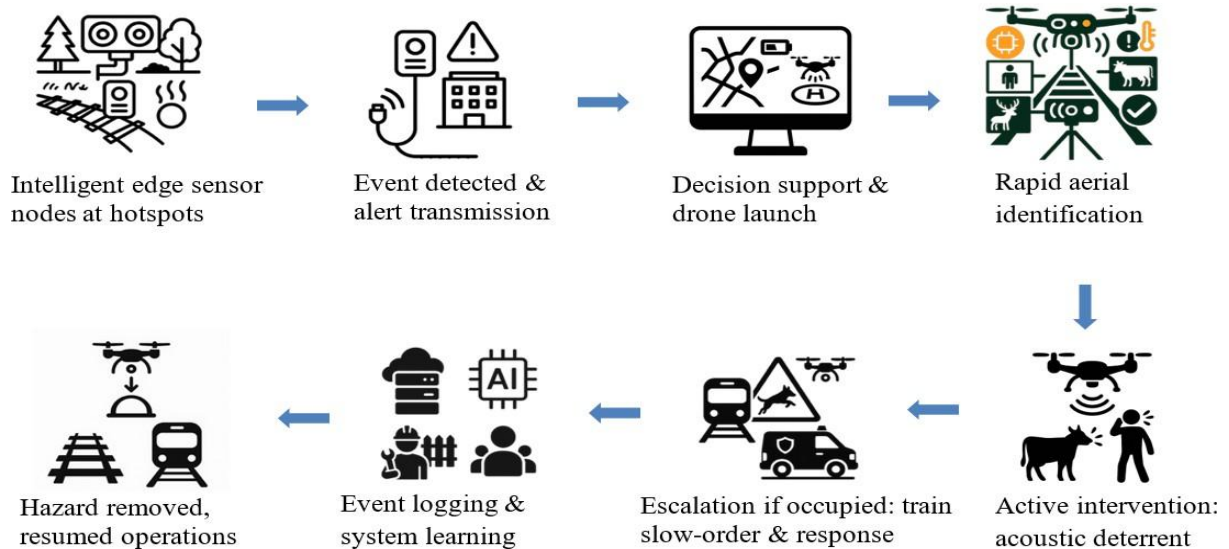 H
Intelligent edge sensor
nodes at hotspots
Event detected &
alert transmission
Decision support &
drone launch
Rapid aerial
identification
AI
Hazard removed,
resumed operations
Event logging &
system learning
Escalation if occupied: train
slow-order & response
Active intervention:
acoustic deterrent